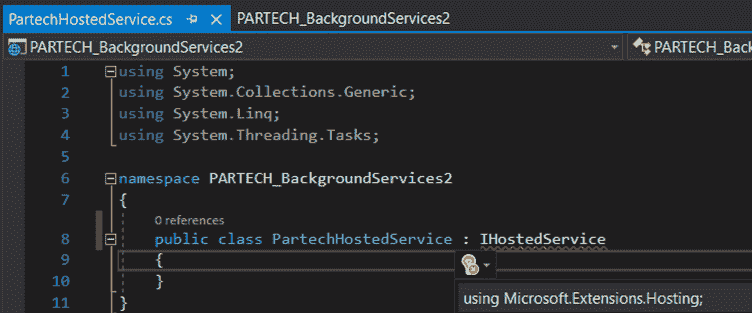 PartechHostedService.cs PARTECH_BackgroundServices2
PARTECH_BackgroundServices2 PARTECH_Bac
1 using System;
2 using System.Collections.Generic;
3 using System.Linq;
4 using System.Threading.Tasks;
5
6 namespace PARTECH_BackgroundServices2
7 {
0 references
8 public class PartechHostedService : IHostedService
9 {
10 }
11 }
using Microsoft.Extensions.Hosting;